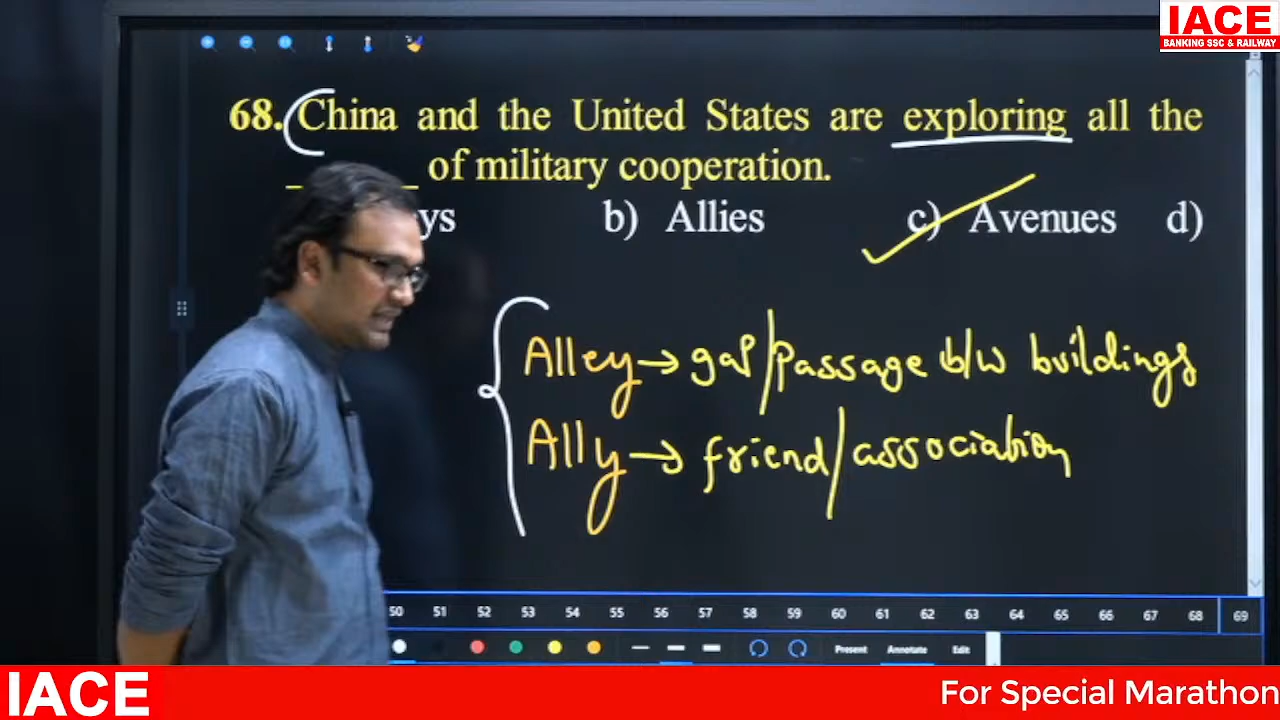 IACE
BANKING SSC & RAILWAY
68. China and the United States are exploring all the
of military cooperation.
ys b) Allies c) Avenues d)
Alley → gap/passage b/w buildings
Ally → friend/association
50 51 52 53 54 55 56 57 58 59 60 61 62 63 64 65 66 67 68 69
Present Annotate Edit
IACE For Special Marathon